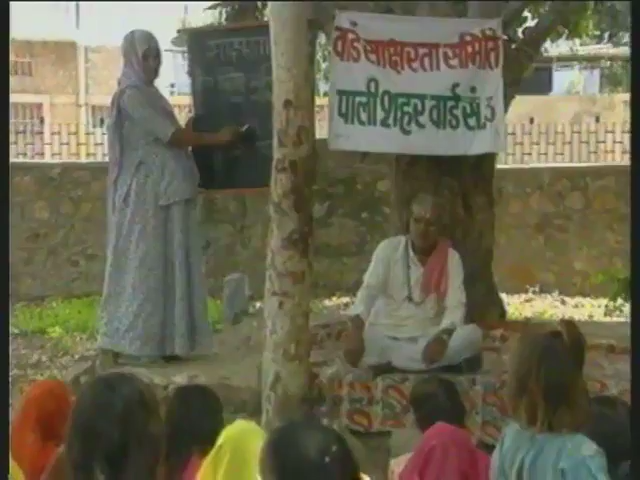 वार्ड साक्षरता समिति
पाली शहर वार्ड सं. 3